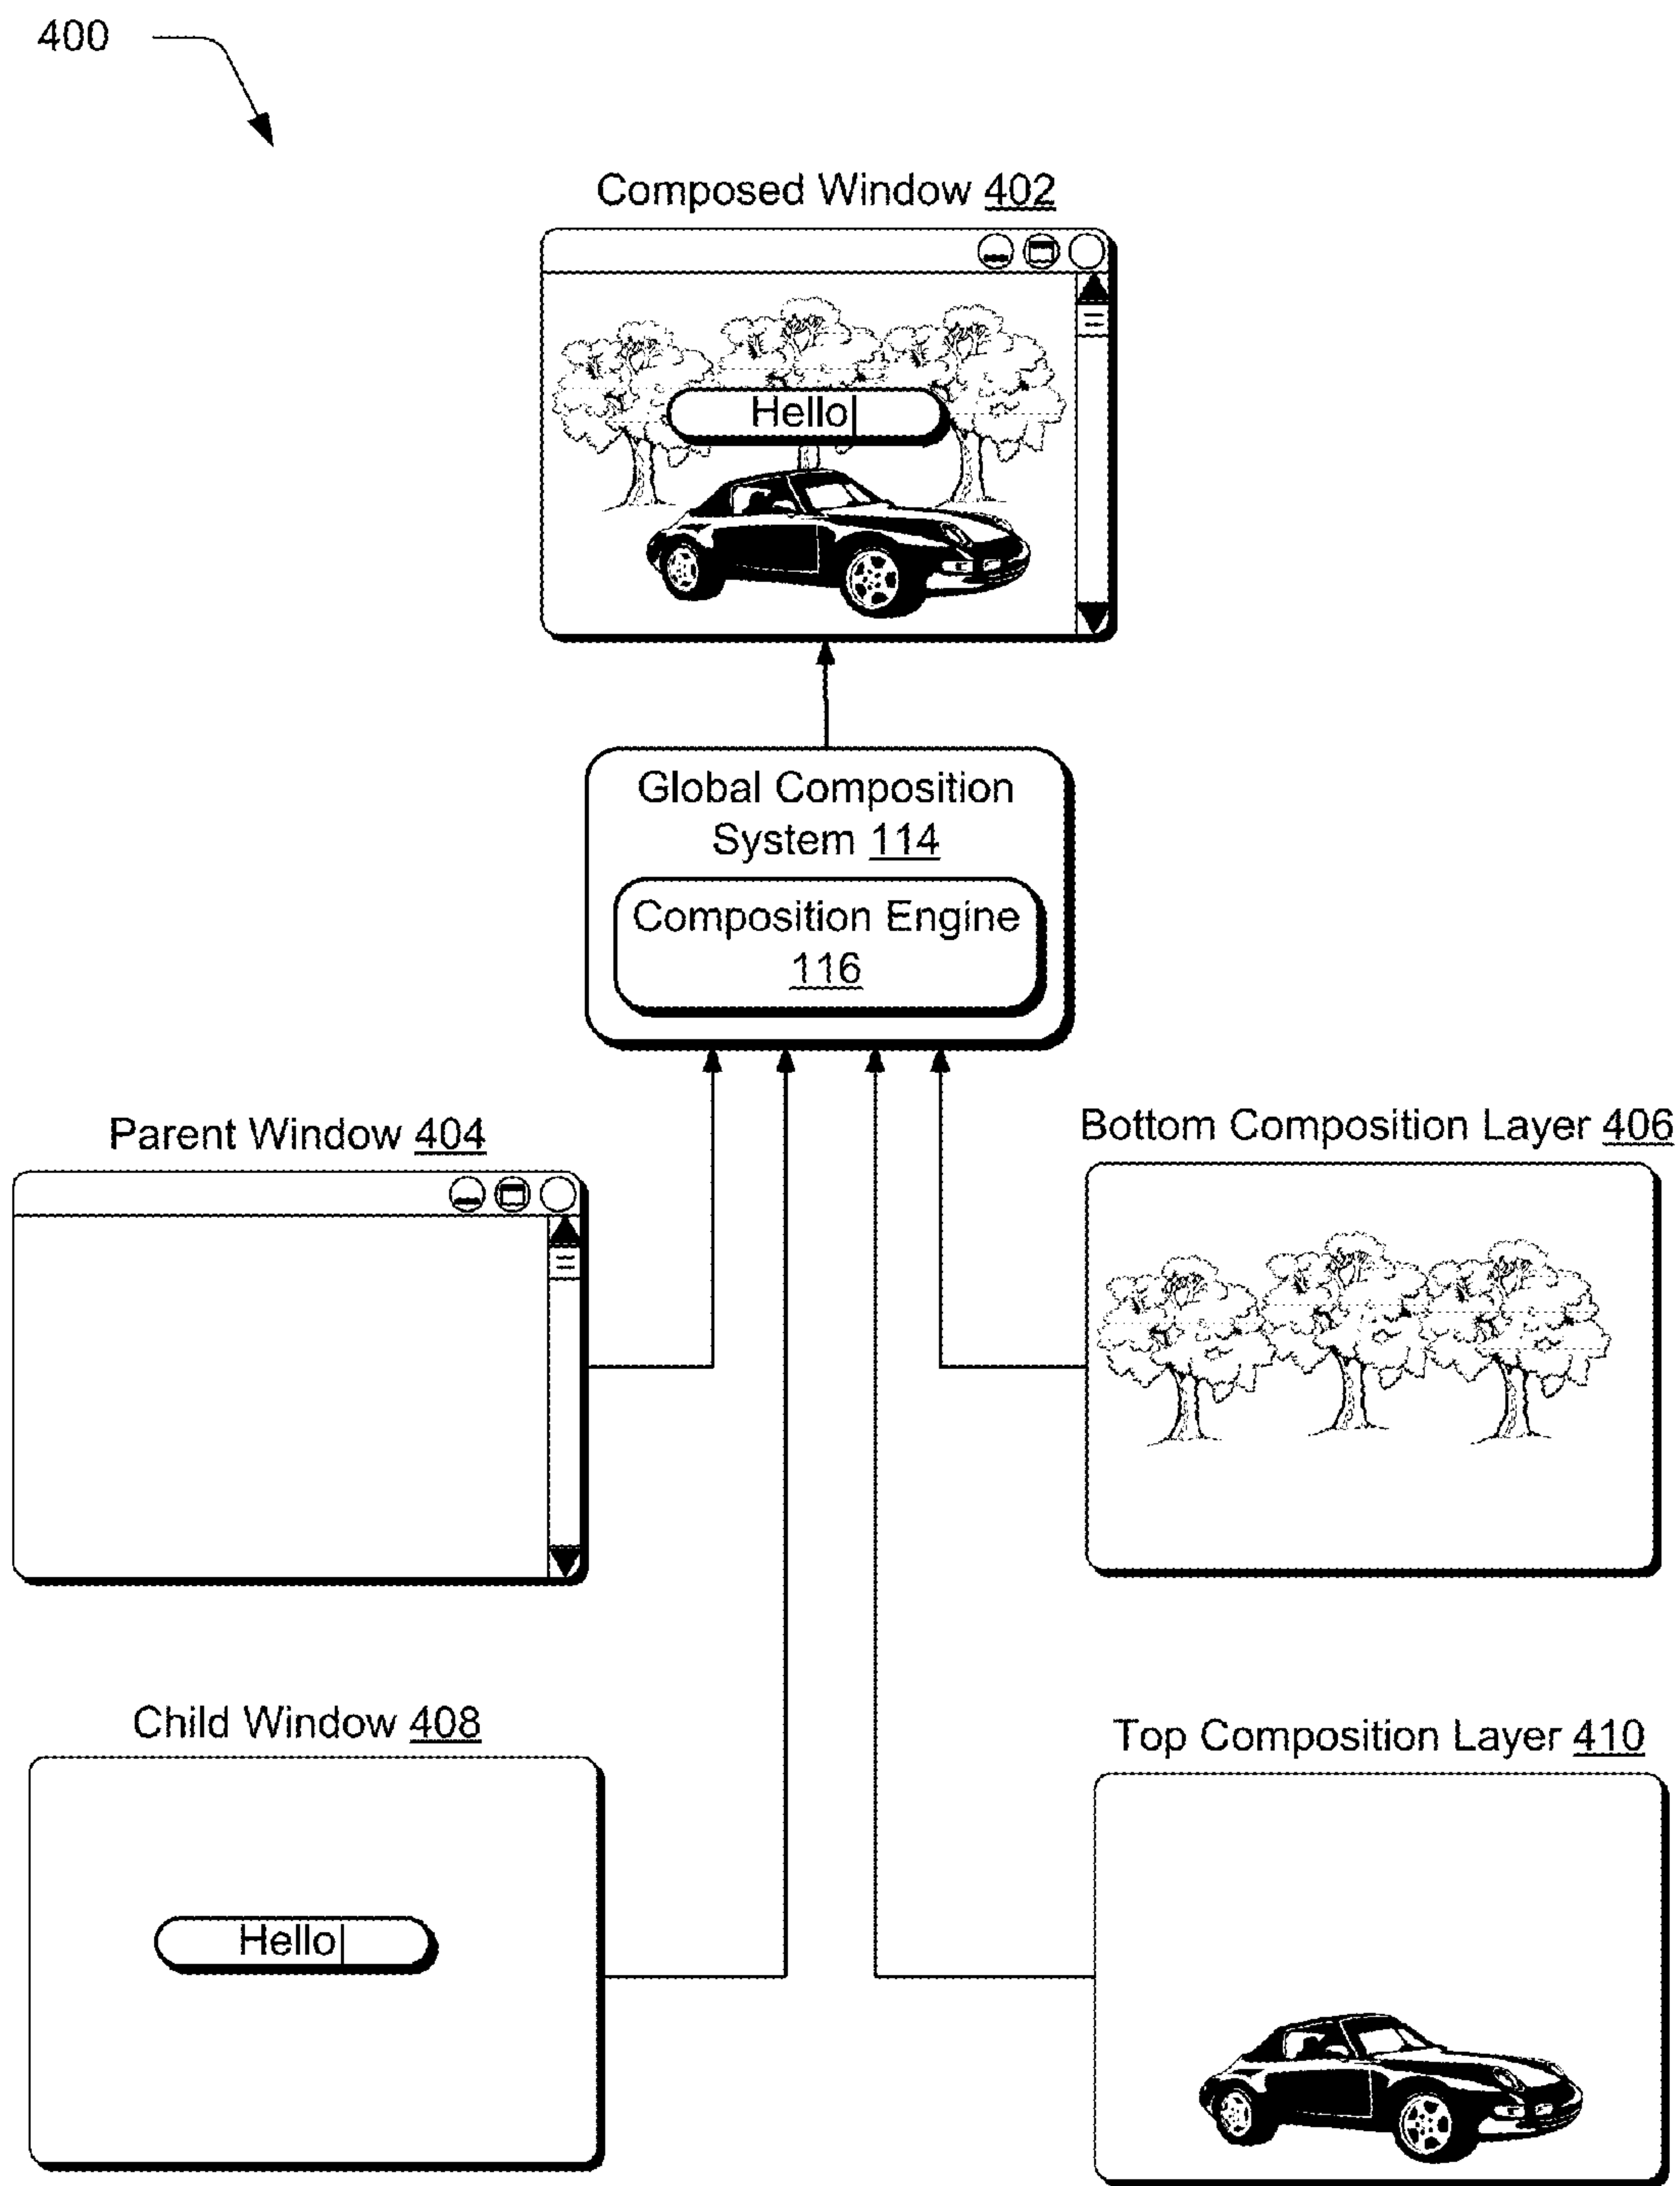 400
Composed Window 402
Hello
Global Composition
System 114
Composition Engine
116
Parent Window 404
Bottom Composition Layer 406
Child Window 408
Hello
Top Composition Layer 410